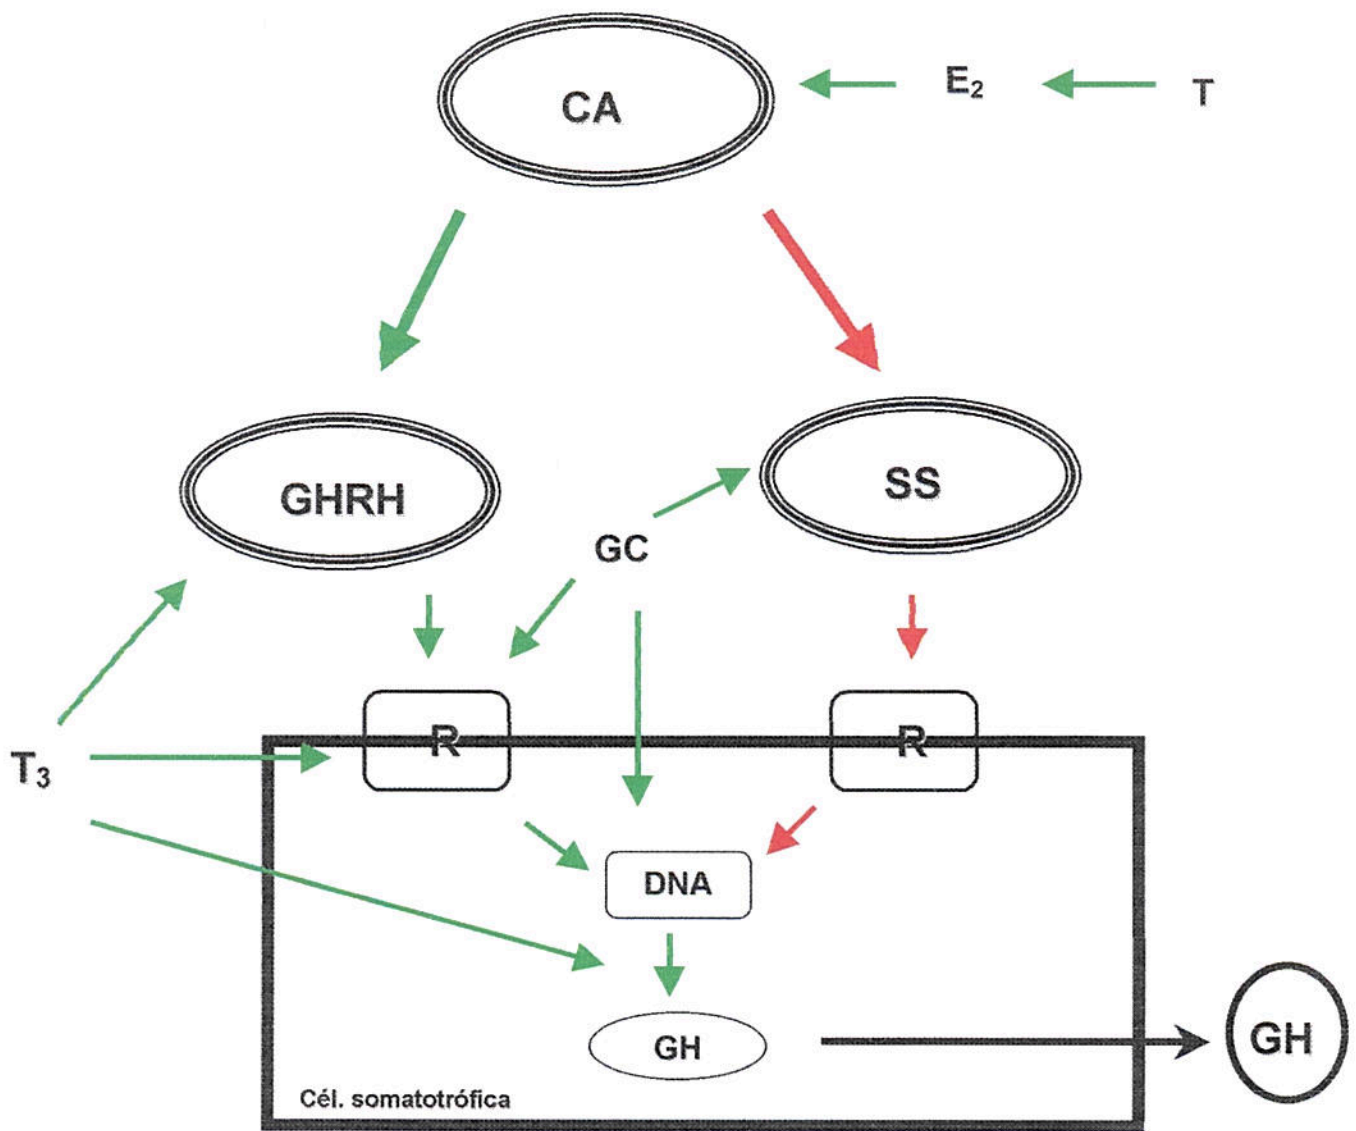 CA
E₂
T
GHRH
SS
GC
T₃
R
R
DNA
GH
GH
Cél. somatotrófica